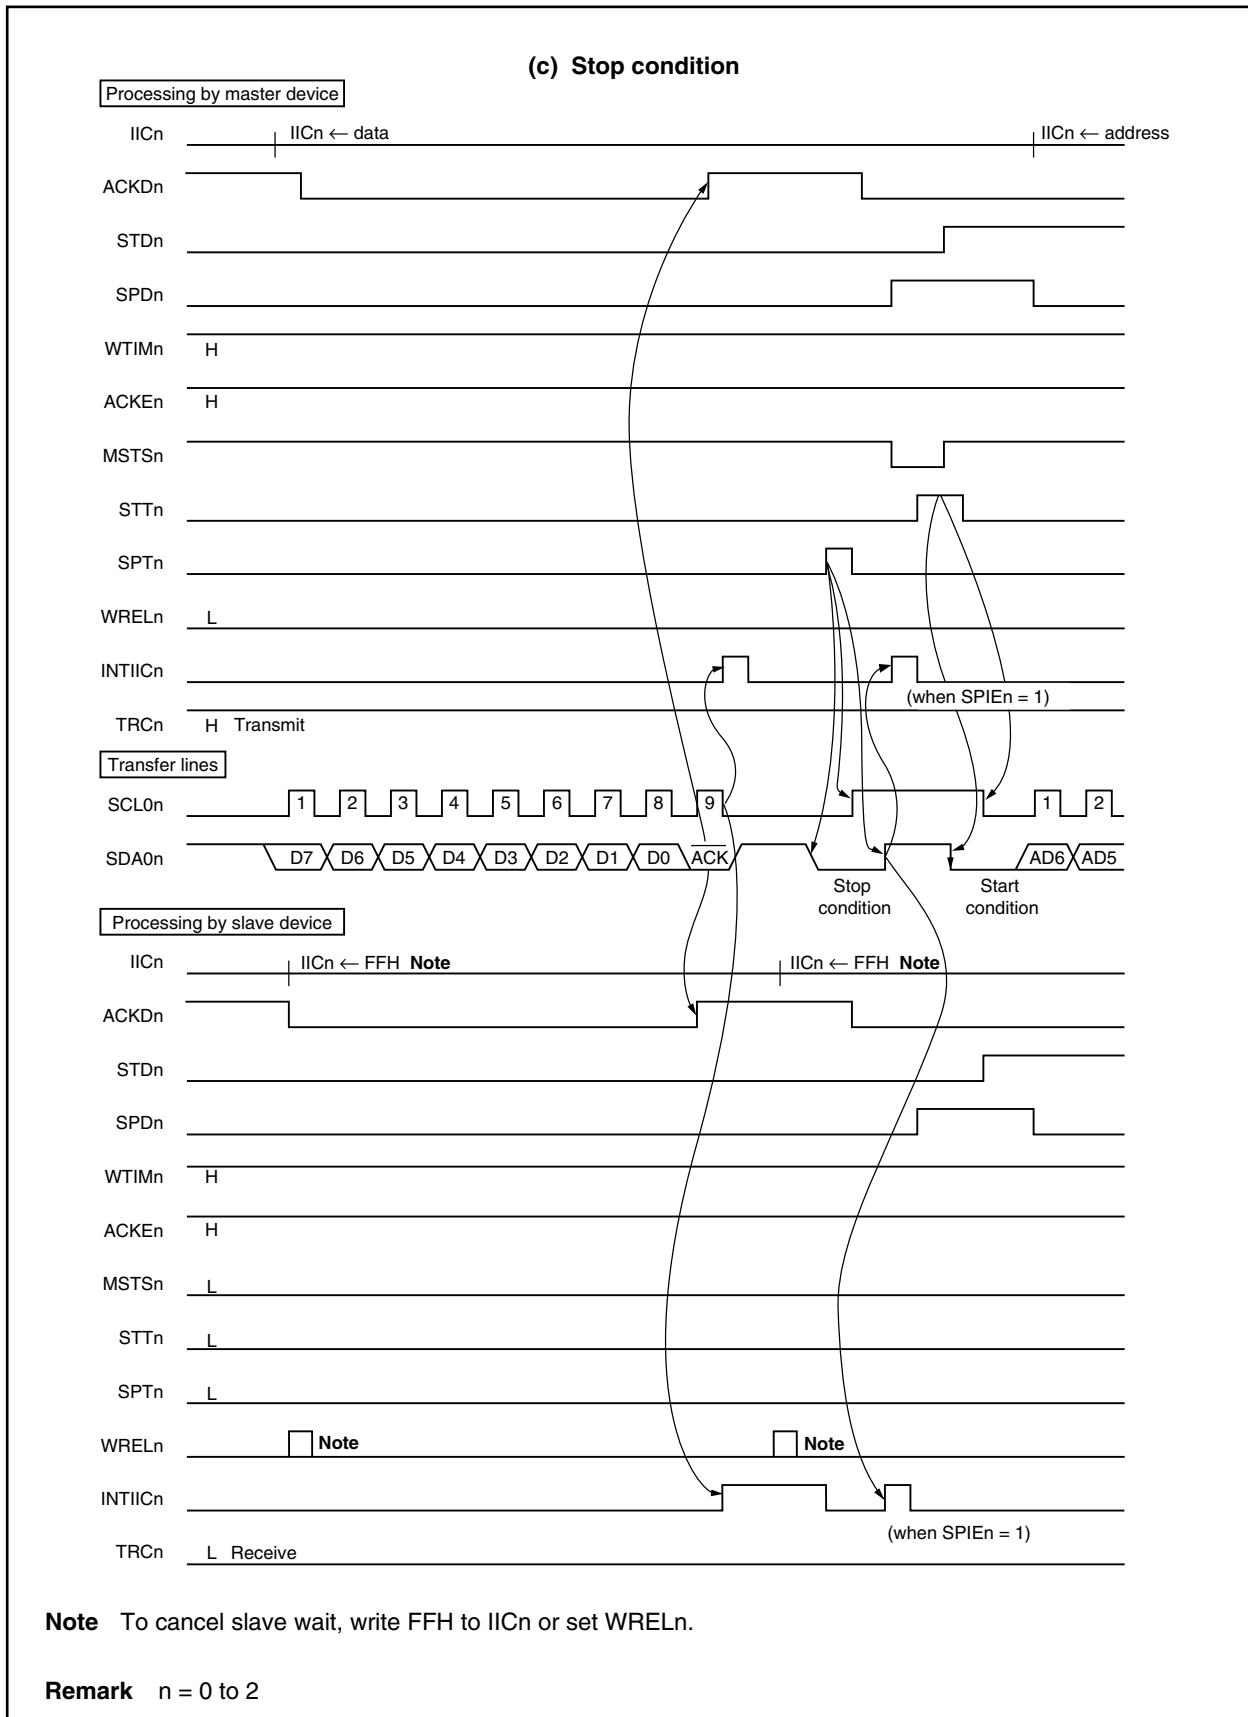 (c) Stop condition
Processing by master device
IICn
IICn ← data
IICn ← address
ACKDn
STDn
SPDn
WTIMn
H
ACKEn
H
MSTSn
STTn
SPTn
WRELn
L
INTIICn
(when SPIEn = 1)
TRCn
H Transmit
Transfer lines
SCL0n
1 2 3 4 5 6 7 8 9 1 2
SDA0n
D7 D6 D5 D4 D3 D2 D1 D0 ACK AD6 AD5
Stop
condition
Start
condition
Processing by slave device
IICn
IICn ← FFH Note
IICn ← FFH Note
ACKDn
STDn
SPDn
WTIMn
H
ACKEn
H
MSTSn
L
STTn
L
SPTn
L
WRELn
Note
Note
INTIICn
(when SPIEn = 1)
TRCn
L Receive
Note To cancel slave wait, write FFH to IICn or set WRELn.
Remark n = 0 to 2